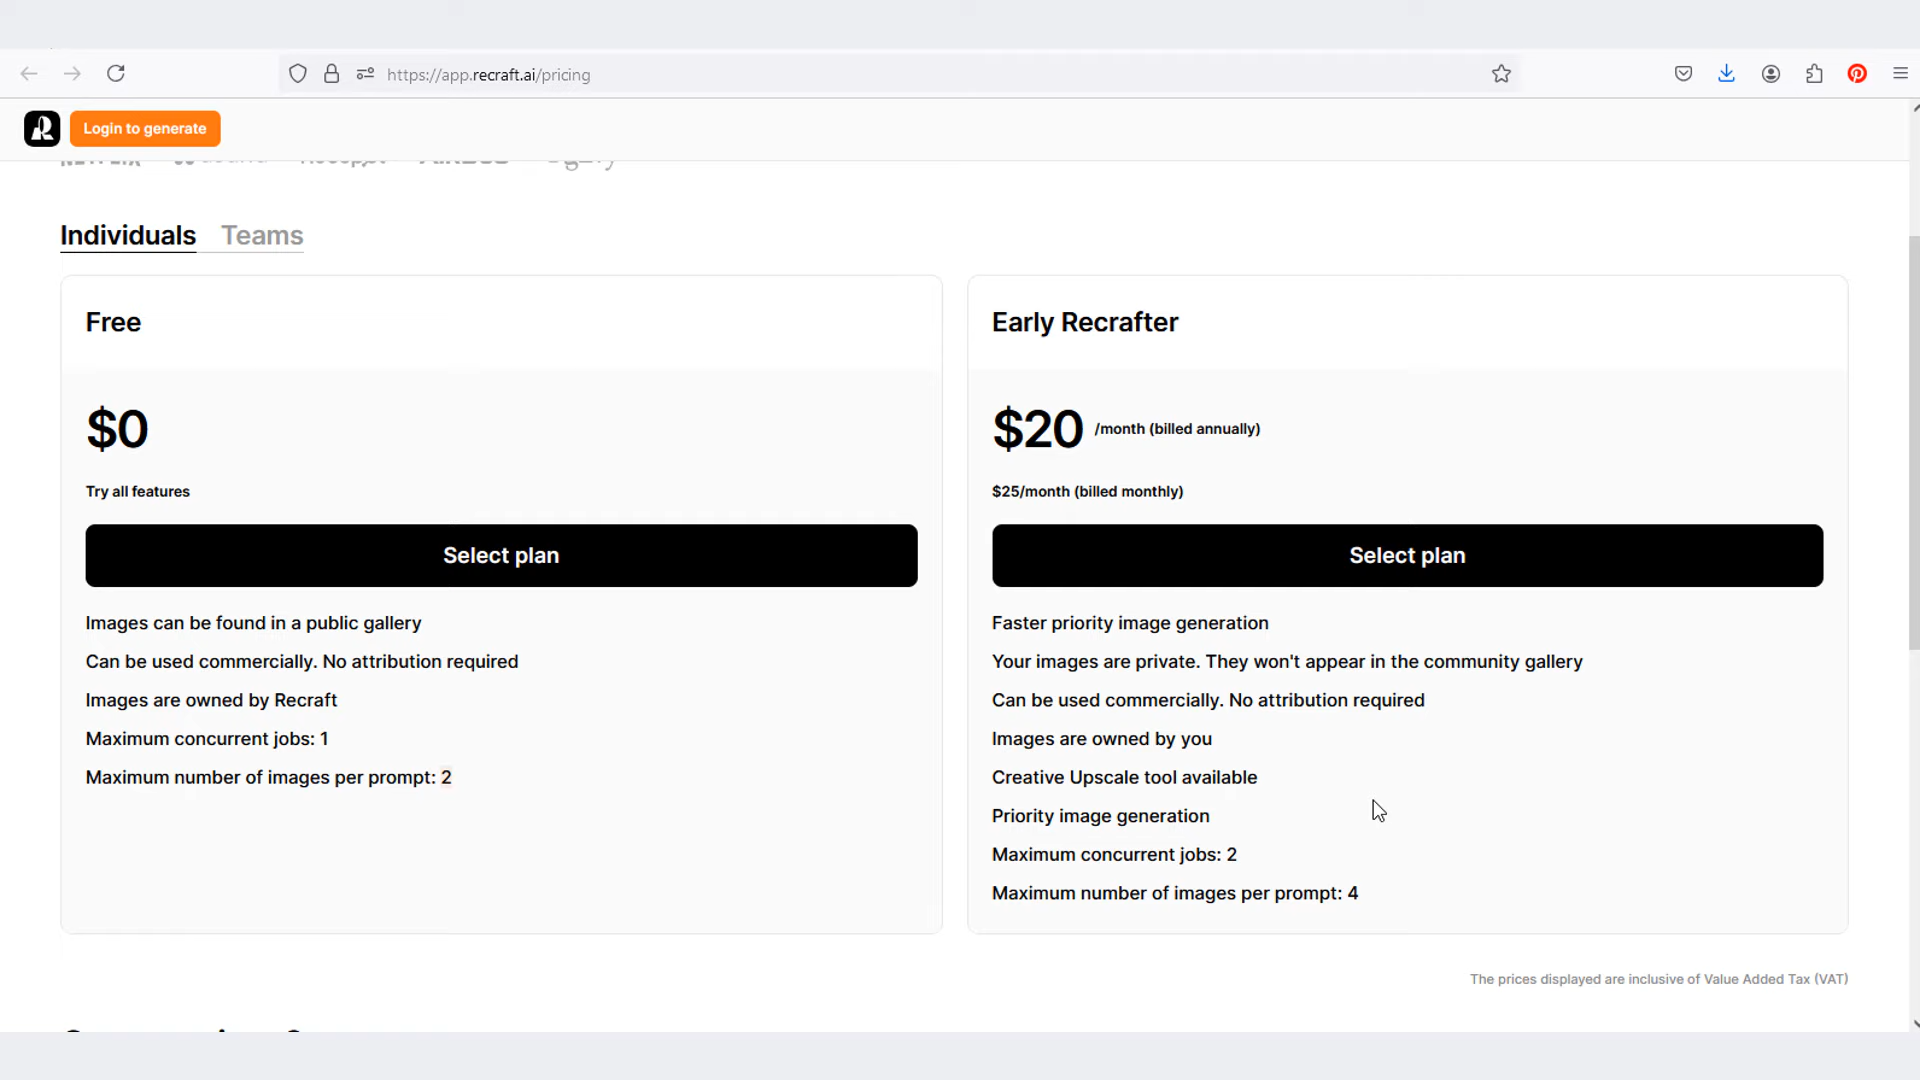 https://app.recraft.ai/pricing
Login to generate
Individuals Teams
Free
$0
Try all features
Select plan
Images can be found in a public gallery
Can be used commercially. No attribution required
Images are owned by Recraft
Maximum concurrent jobs: 1
Maximum number of images per prompt: 2
Early Recrafter
$20 /month (billed annually)
$25/month (billed monthly)
Select plan
Faster priority image generation
Your images are private. They won't appear in the community gallery
Can be used commercially. No attribution required
Images are owned by you
Creative Upscale tool available
Priority image generation
Maximum concurrent jobs: 2
Maximum number of images per prompt: 4
The prices displayed are inclusive of Value Added Tax (VAT)